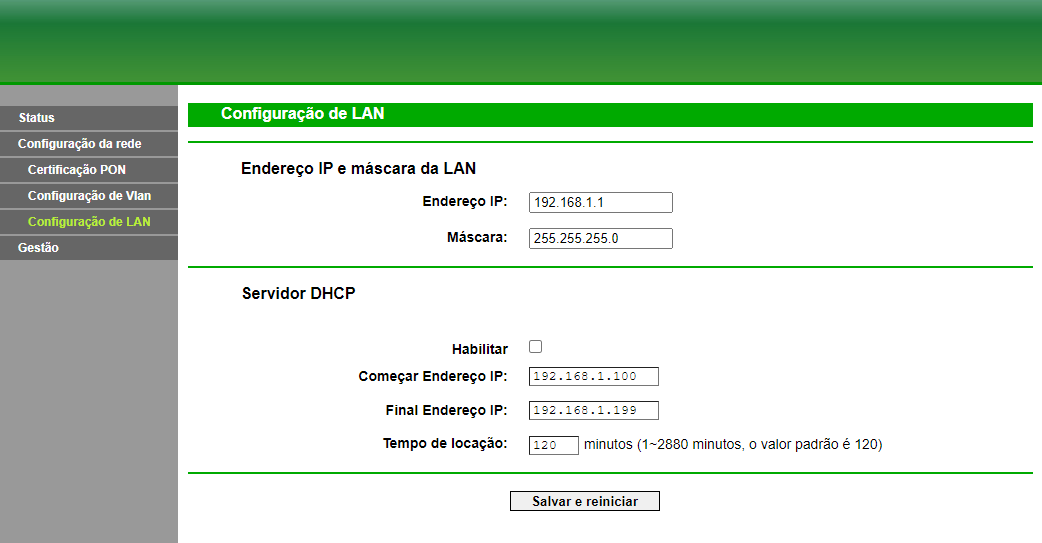 Status
Configuração da rede
Certificação PON
Configuração de Vlan
Configuração de LAN
Gestão
Configuração de LAN
Endereço IP e máscara da LAN
Endereço IP: 192.168.1.1
Máscara: 255.255.255.0
Servidor DHCP
Habilitar
Começar Endereço IP: 192.168.1.100
Final Endereço IP: 192.168.1.199
Tempo de locação: 120 minutos (1~2880 minutos, o valor padrão é 120)
Salvar e reiniciar